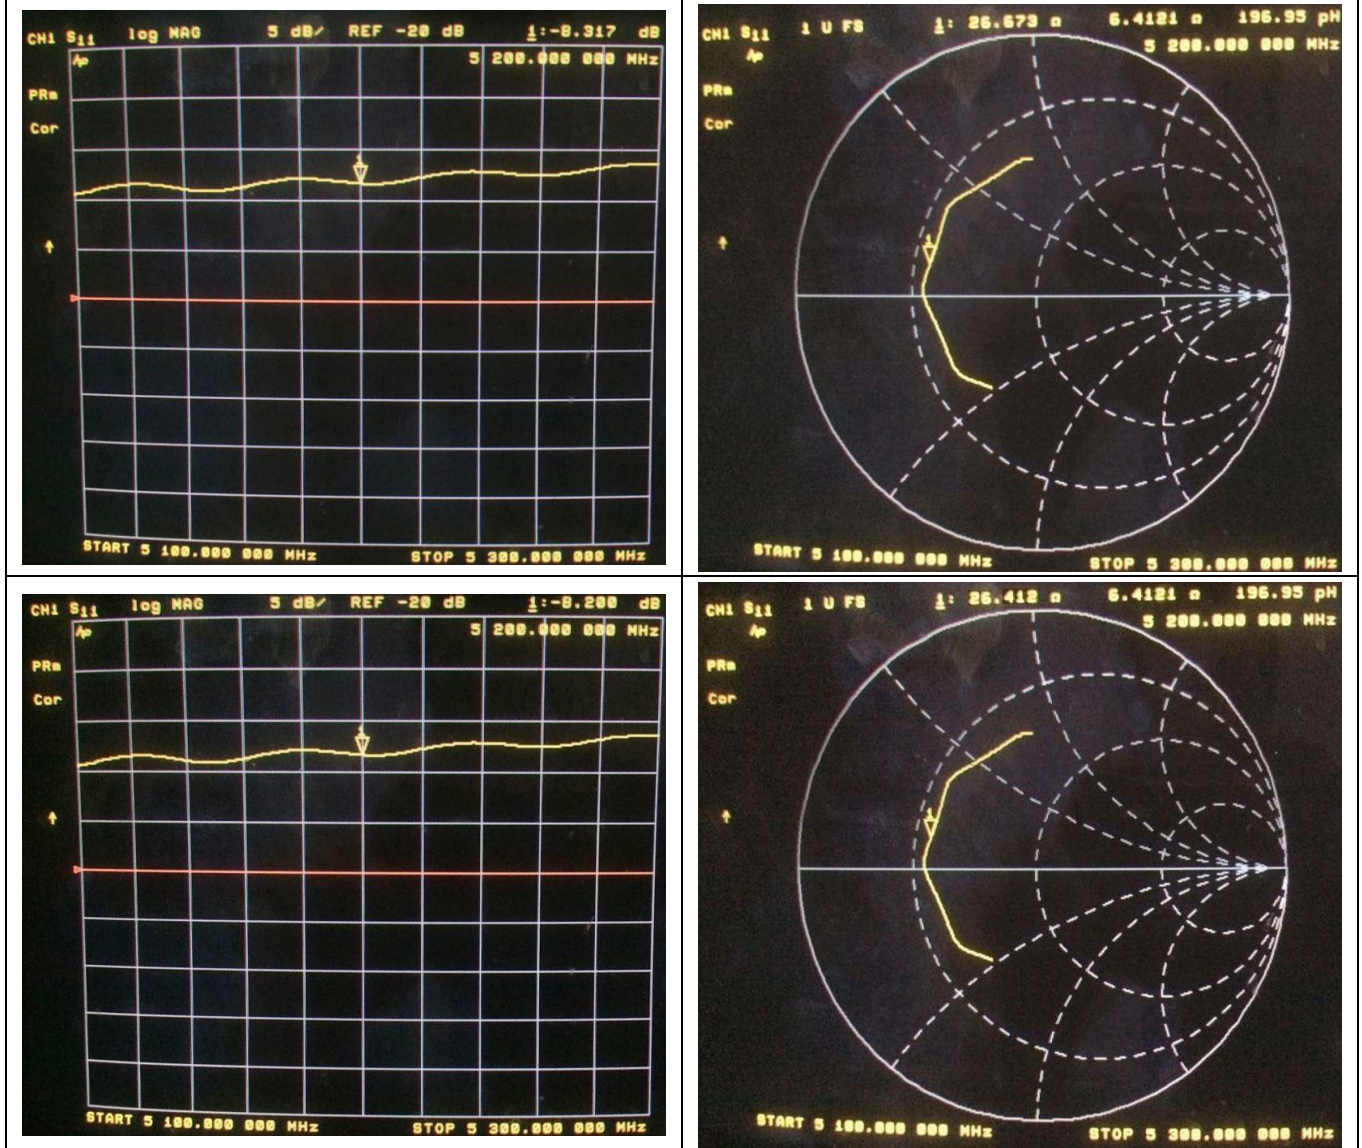 CH1 S11 log MAG 5 dB/ REF -20 dB 1:-8.317 dB
Ap 5 200.000 000 MHz
PRm
Cor
START 5 100.000 000 MHz STOP 5 300.000 000 MHz
CH1 S11 1 U FS 1: 26.673 Ω 6.4121 Ω 196.95 pH
Ap 5 200.000 000 MHz
PRm
Cor
1
START 5 100.000 000 MHz STOP 5 300.000 000 MHz
CH1 S11 log MAG 5 dB/ REF -20 dB 1:-8.200 dB
Ap 5 200.000 000 MHz
PRm
Cor
START 5 100.000 000 MHz STOP 5 300.000 000 MHz
CH1 S11 1 U FS 1: 26.412 Ω 6.4121 Ω 196.95 pH
Ap 5 200.000 000 MHz
PRm
Cor
1
START 5 100.000 000 MHz STOP 5 300.000 000 MHz